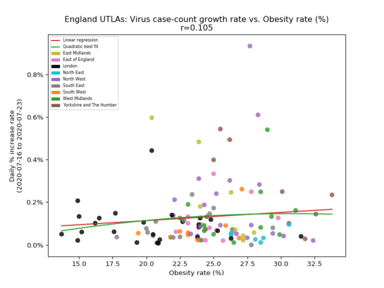 England UTLAs: Virus case-count growth rate vs. Obesity rate (%)
r=0.105
Linear regression
Quadratic best fit
East Midlands
East of England
London
North East
North West
South East
South West
West Midlands
Yorkshire and The Humber
0.8%
0.6%
0.4%
0.2%
0.0%
Daily % increase rate
(2020-07-16 to 2020-07-23)
15.0
17.5
20.0
22.5
25.0
27.5
30.0
32.5
Obesity rate (%)